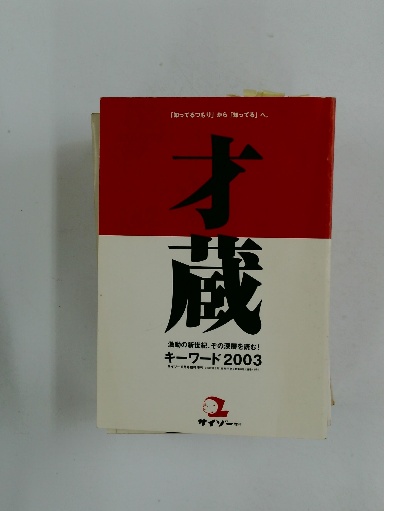 「知ってるつもり」から「知ってる」へ。
才
蔵
激動の新世紀、その深層を読む!
キーワード2003
サイゾー